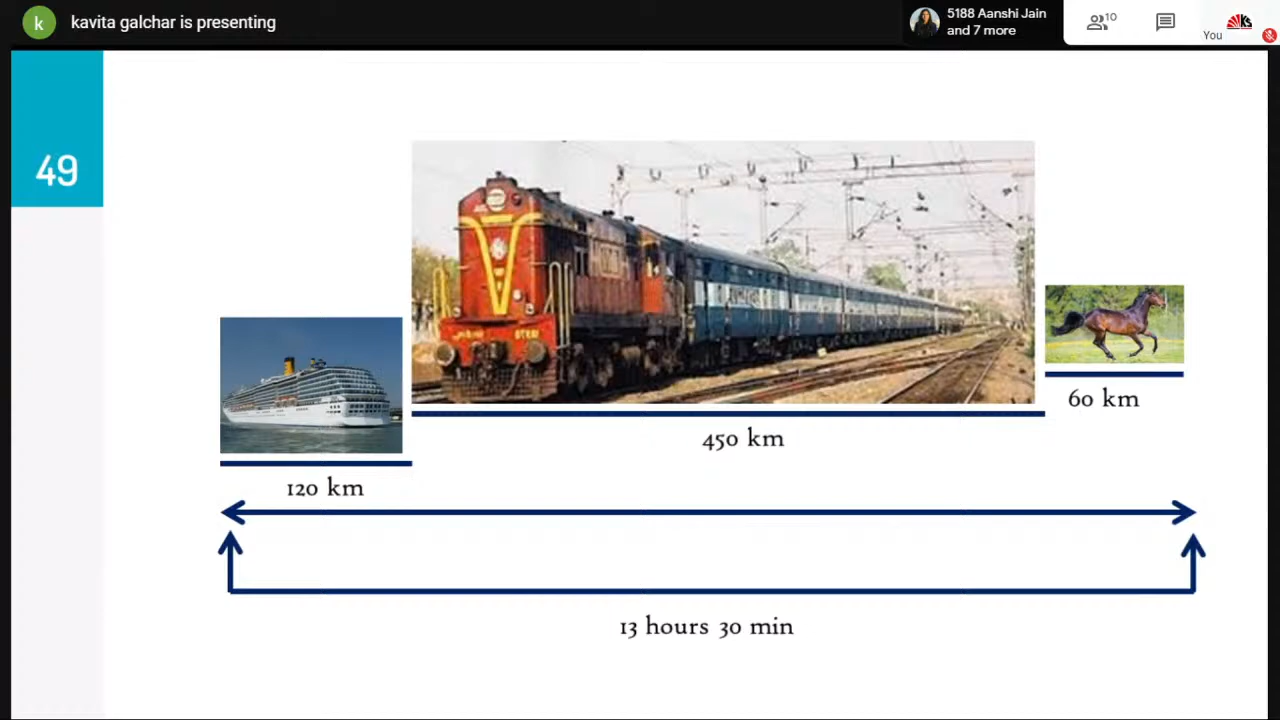 k
kavita galchar is presenting
5188 Aanshi Jain
and 7 more
10
ks
You
49
120 km
450 km
60 km
13 hours 30 min